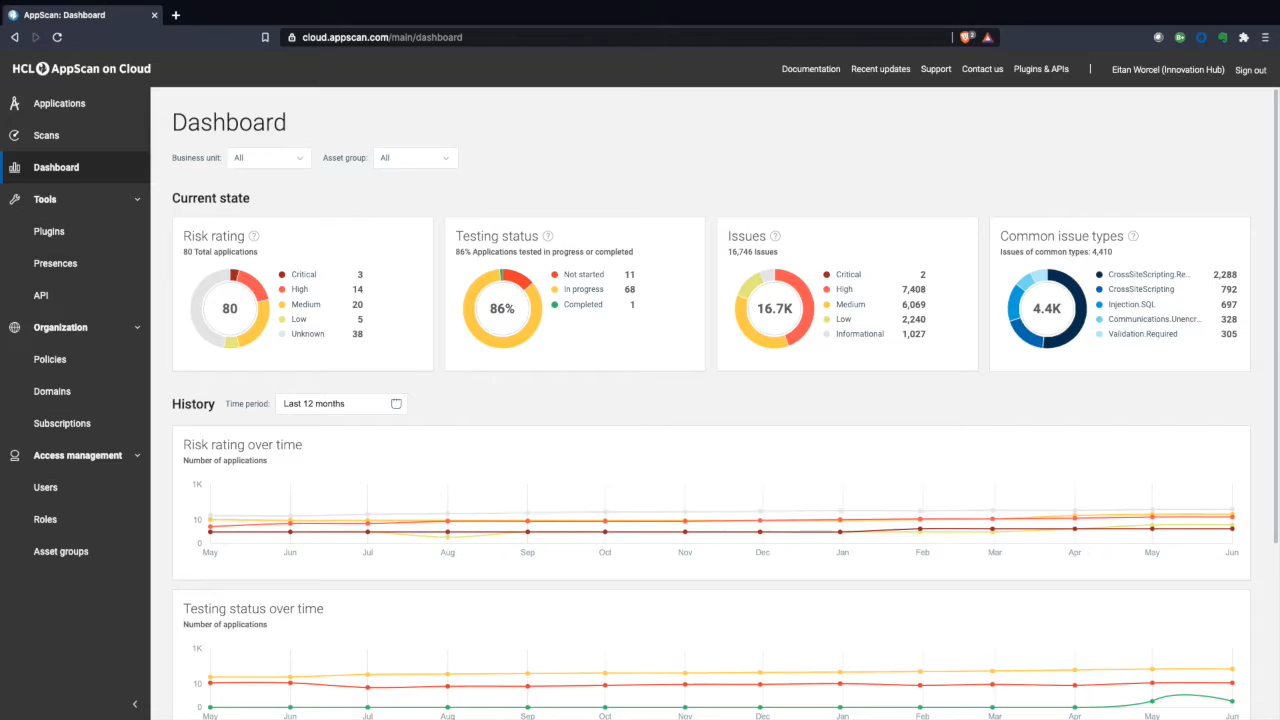 AppScan: Dashboard
cloud.appscan.com/main/dashboard
HCL AppScan on Cloud
Documentation Recent updates Support Contact us Plugins & APIs | Eitan Worcel (Innovation Hub) Sign out
Applications
Scans
Dashboard
Tools
Plugins
Presences
API
Organization
Policies
Domains
Subscriptions
Access management
Users
Roles
Asset groups
Dashboard
Business unit: All Asset group: All
Current state
Risk rating ?
80 Total applications
80
Critical 3
High 14
Medium 20
Low 5
Unknown 38
Testing status ?
86% Applications tested in progress or completed
86%
Not started 11
In progress 68
Completed 1
Issues ?
16,746 Issues
16.7K
Critical 2
High 7,408
Medium 6,069
Low 2,240
Informational 1,027
Common issue types ?
Issues of common types: 4,410
4.4K
CrossSiteScripting.Re... 2,288
CrossSiteScripting 792
Injection.SQL 697
Communications.Unencr... 328
Validation.Required 305
History Time period: Last 12 months
Risk rating over time
Number of applications
1K
10
0
May Jun Jul Aug Sep Oct Nov Dec Jan Feb Mar Apr May Jun
Testing status over time
Number of applications
1K
10
0
May Jun Jul Aug Sep Oct Nov Dec Jan Feb Mar Apr May Jun